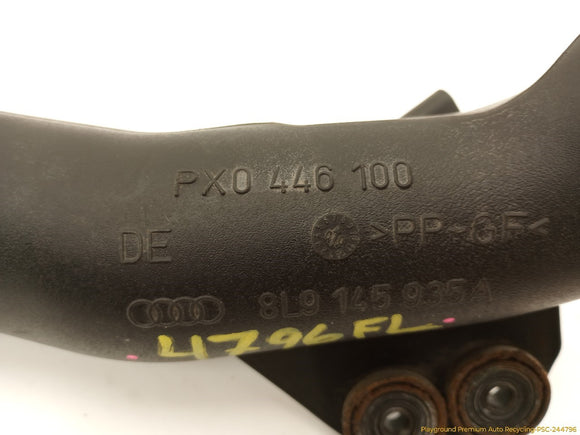 PX0 446 100
DE >PP-GF<
8L9 145 935A
4796FL
Playground Premium Auto Recycling-PSC-244796